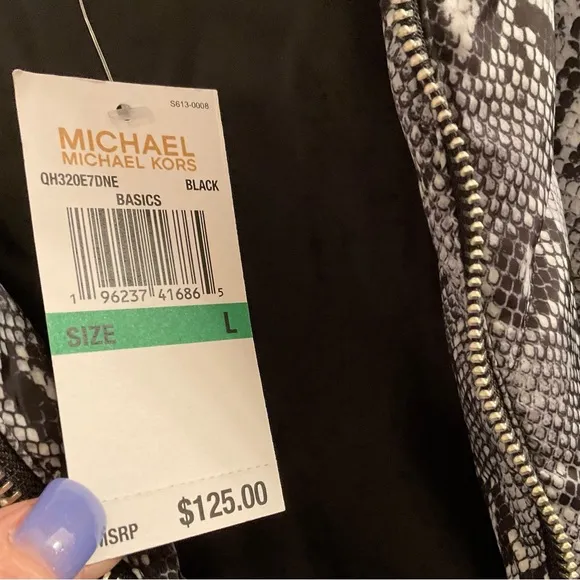 S613-0008
MICHAEL
MICHAEL KORS
QH320E7DNE BLACK
BASICS
1 96237 41686 5
SIZE L
MSRP $125.00